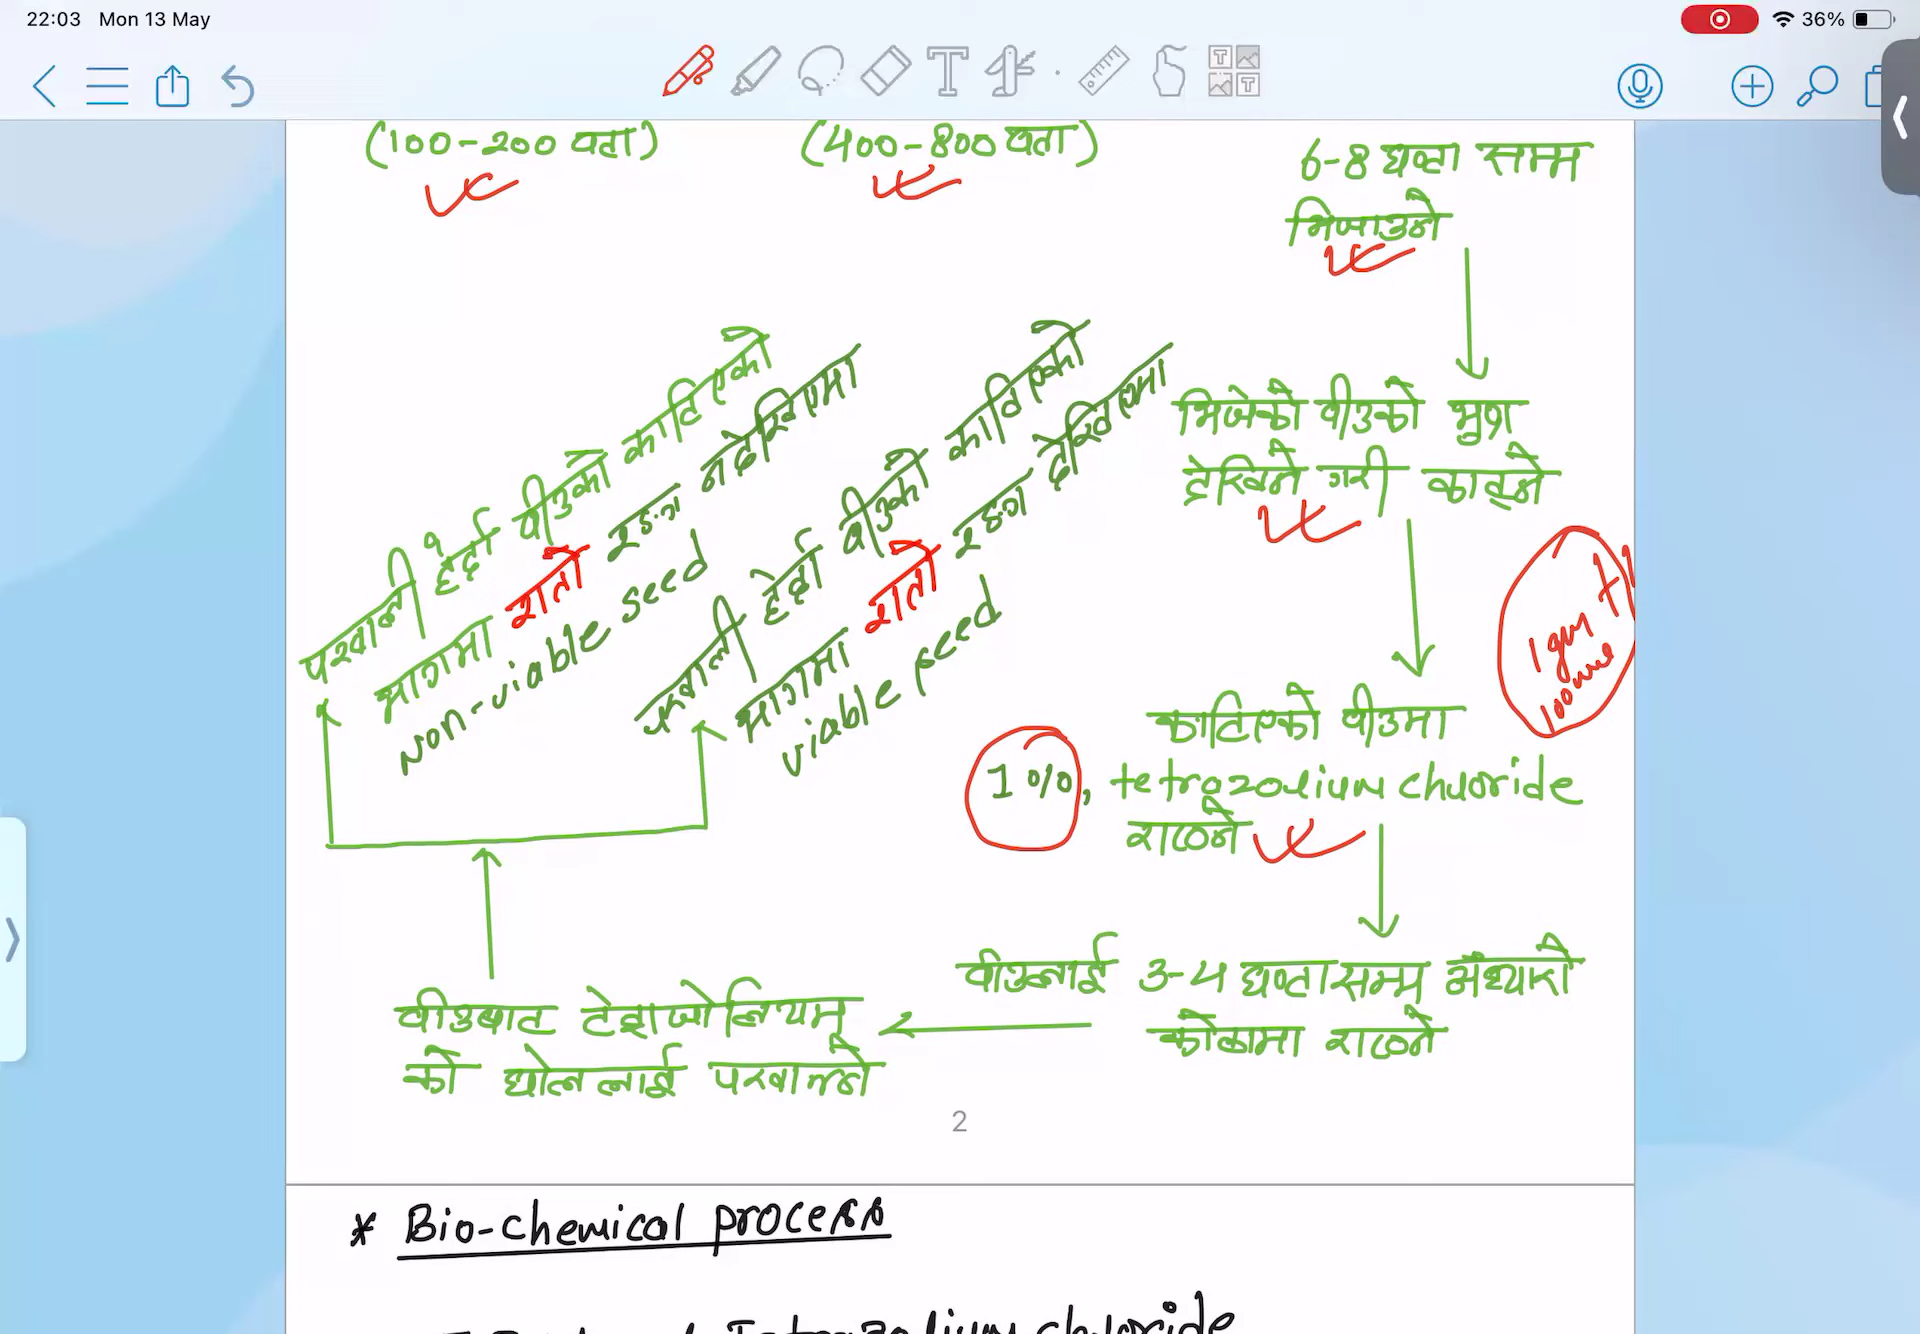 22:03 Mon 13 May
36%
(100-200 वटा)
(400-800 वटा)
6-8 घण्टा सम्म
भिजाउने
भिजेको वीउको भ्रुण
देखिने गरी काट्ने
काटिएको वीउमा
1%, tetrazolium chloride
राख्ने
1 gm
100 ml
वीउलाई 3-4 घण्टा सम्म अँध्यारो
कोठामा राख्ने
वीउबाट टेट्राजोलियम्
को घोल लाई पखाल्ने
पखाली हेर्दा वीउको काटिएको
भागमा रातो रङ्ग नदेखिएमा
non-viable seed
पखाली हेर्दा वीउको काटिएको
भागमा रातो रङ्ग देखिएमा
viable seed
2
* Bio-chemical process
Tetrazolium chloride